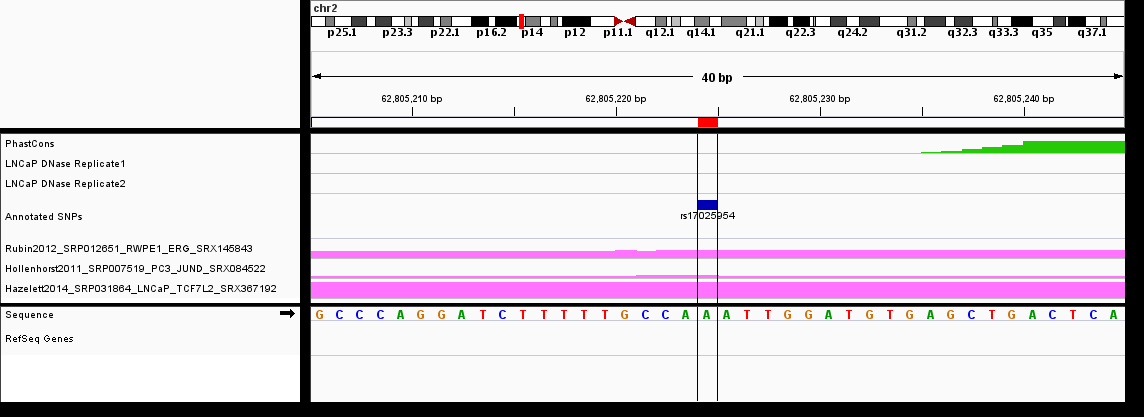 chr2
p25.1 p23.3 p22.1 p16.2 p14 p12 p11.1 q12.1 q14.1 q21.1 q22.3 q24.2 q31.2 q32.3 q33.3 q35 q37.1
40 bp
62,805,210 bp 62,805,220 bp 62,805,230 bp 62,805,240 bp
PhastCons
LNCaP DNase Replicate1
LNCaP DNase Replicate2
Annotated SNPs
rs17025954
Rubin2012_SRP012651_RWPE1_ERG_SRX145843
Hollenhorst2011_SRP007519_PC3_JUND_SRX084522
Hazelett2014_SRP031864_LNCaP_TCF7L2_SRX367192
Sequence G C C C A G G A T C T T T T T G C C A A A T T G G A T G T G A G C T G A C T C A
RefSeq Genes